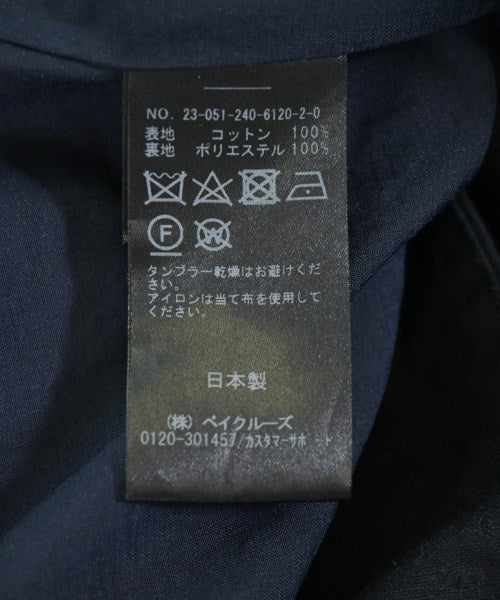 NO. 23-051-240-6120-2-0
表地 コットン 100%
裏地 ポリエステル 100%
F W
タンブラー乾燥はお避けください。
アイロンは当て布を使用して
ください。
日本製
(株) ベイクルーズ
0120-301457/カスタマーサポート